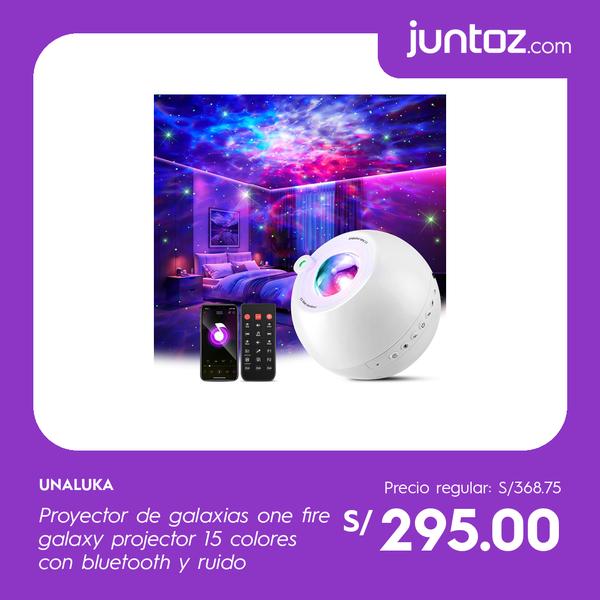 juntoz.com
UNALUKA
Proyector de galaxias one fire
galaxy projector 15 colores
con bluetooth y ruido
Precio regular: S/368.75
S/ 295.00